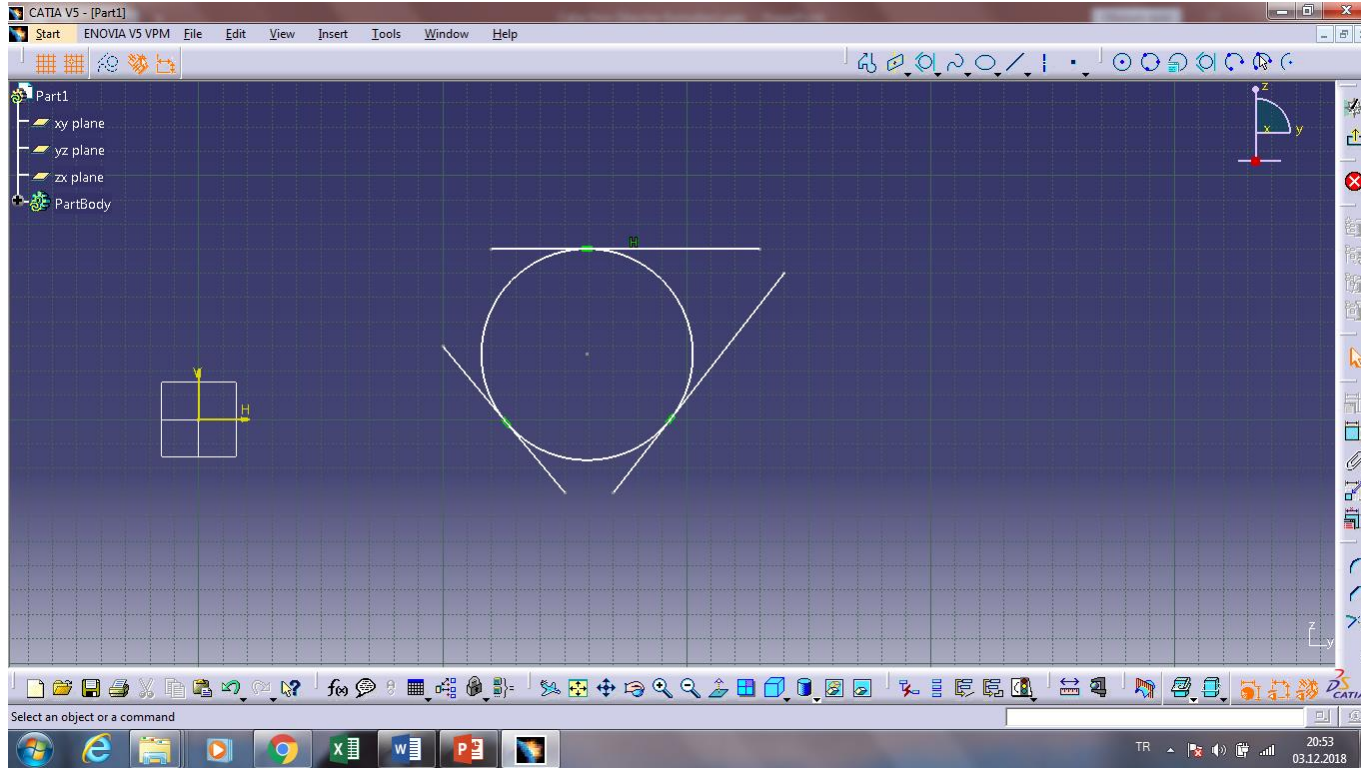 CATIA V5 - [Part1]
Start ENOVIA V5 VPM File Edit View Insert Tools Window Help
Part1
xy plane
yz plane
zx plane
PartBody
z
x y
H
V
H
z
y
f(x)
CATIA
Select an object or a command
TR 20:53
03.12.2018